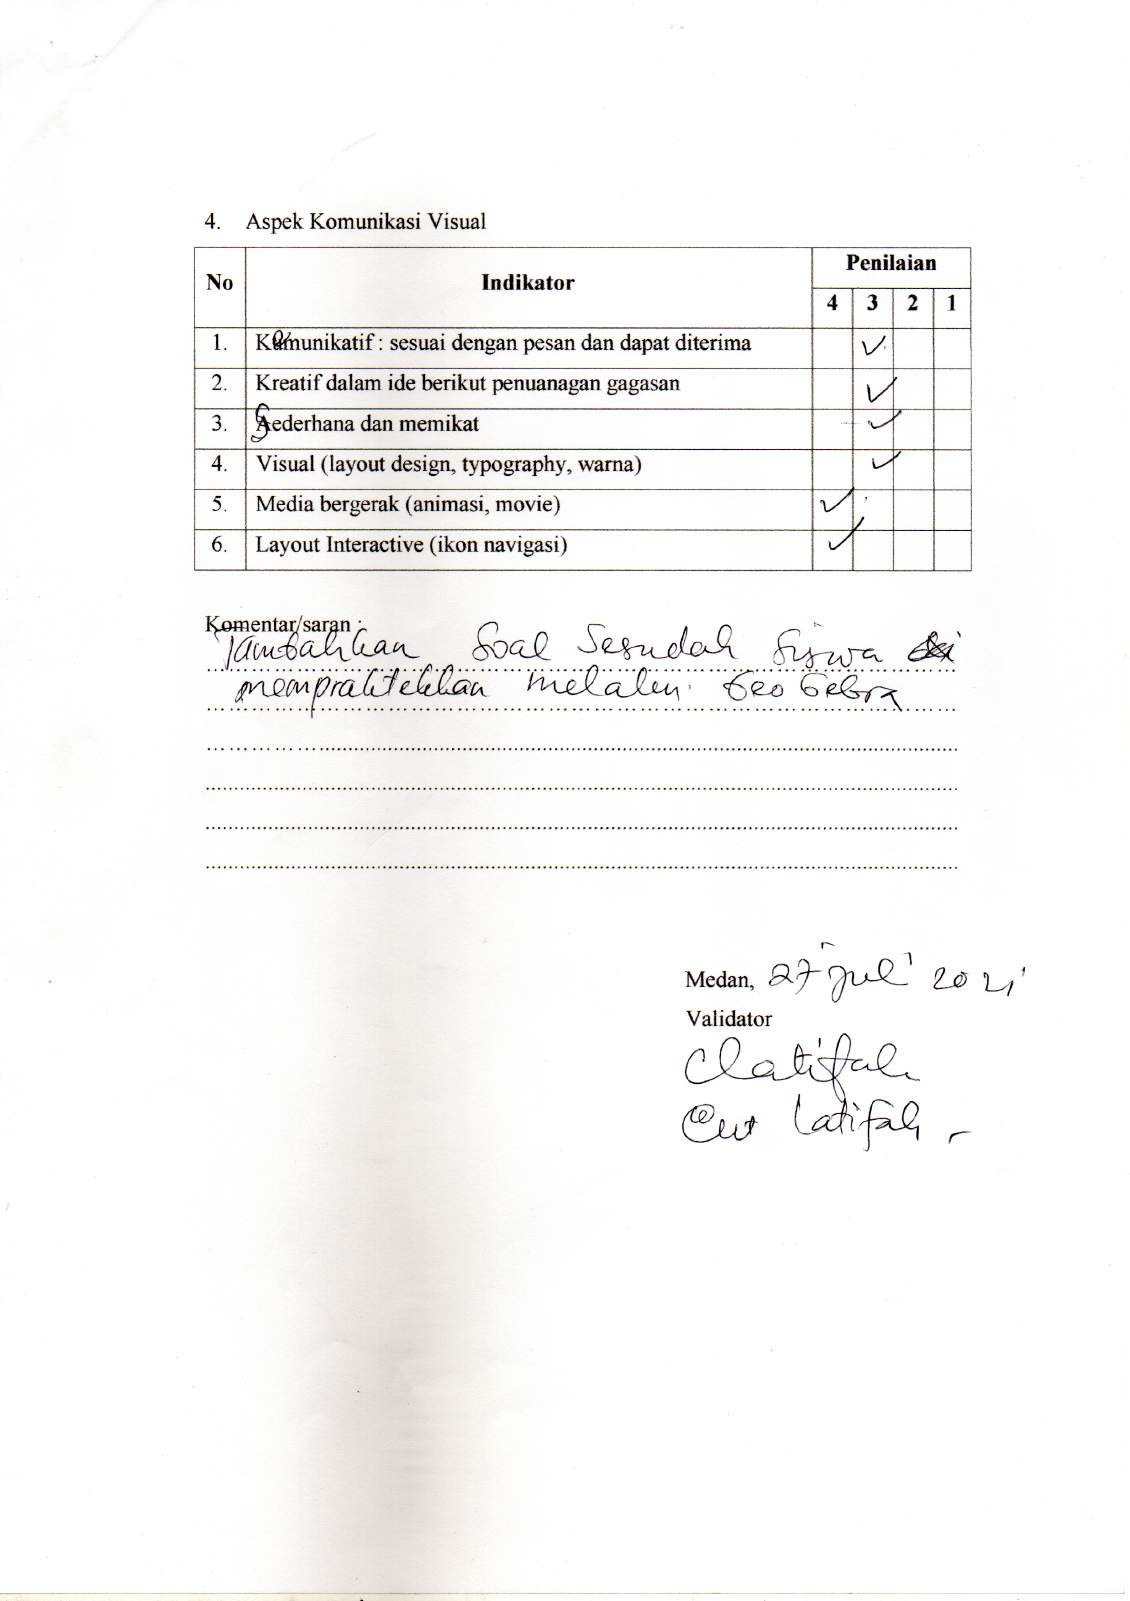 4. Aspek Komunikasi Visual
No Indikator Penilaian
4 3 2 1
1. Komunikatif : sesuai dengan pesan dan dapat diterima ✓
2. Kreatif dalam ide berikut penuanagan gagasan ✓
3. Sederhana dan memikat ✓
4. Visual (layout design, typography, warna) ✓
5. Media bergerak (animasi, movie) ✓
6. Layout Interactive (ikon navigasi) ✓
Komentar/saran :
Tambahkan Soal Sesudah Siswa
mempraktekkan melalui GeoGebra
Medan, 27 Juli 2021
Validator
CLatifah
Cut Latifah